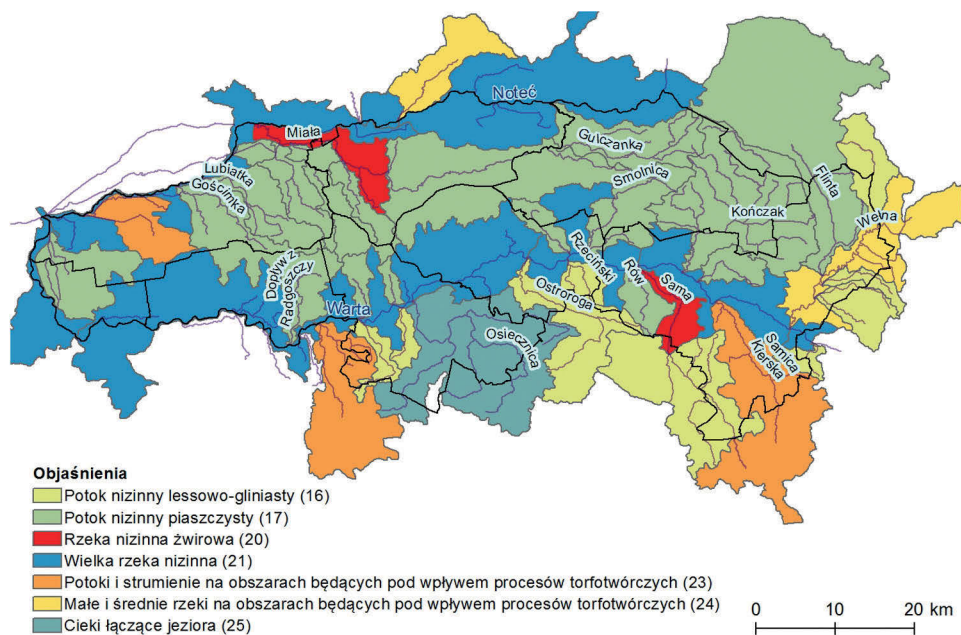 Noteć
Miała
Gulczanka
Lubiatka
Gościmka
Smolnica
Flinta
Kończak
Wełna
Rzeciński
Rów
Dopływ z
Radgoszczy
Sama
Ostroroga
Warta
Osiecznica
Samica
Kierska
Objaśnienia
Potok nizinny lessowo-gliniasty (16)
Potok nizinny piaszczysty (17)
Rzeka nizinna żwirowa (20)
Wielka rzeka nizinna (21)
Potoki i strumienie na obszarach będących pod wpływem procesów torfotwórczych (23)
Małe i średnie rzeki na obszarach będących pod wpływem procesów torfotwórczych (24)
Cieki łączące jeziora (25)
0 10 20 km